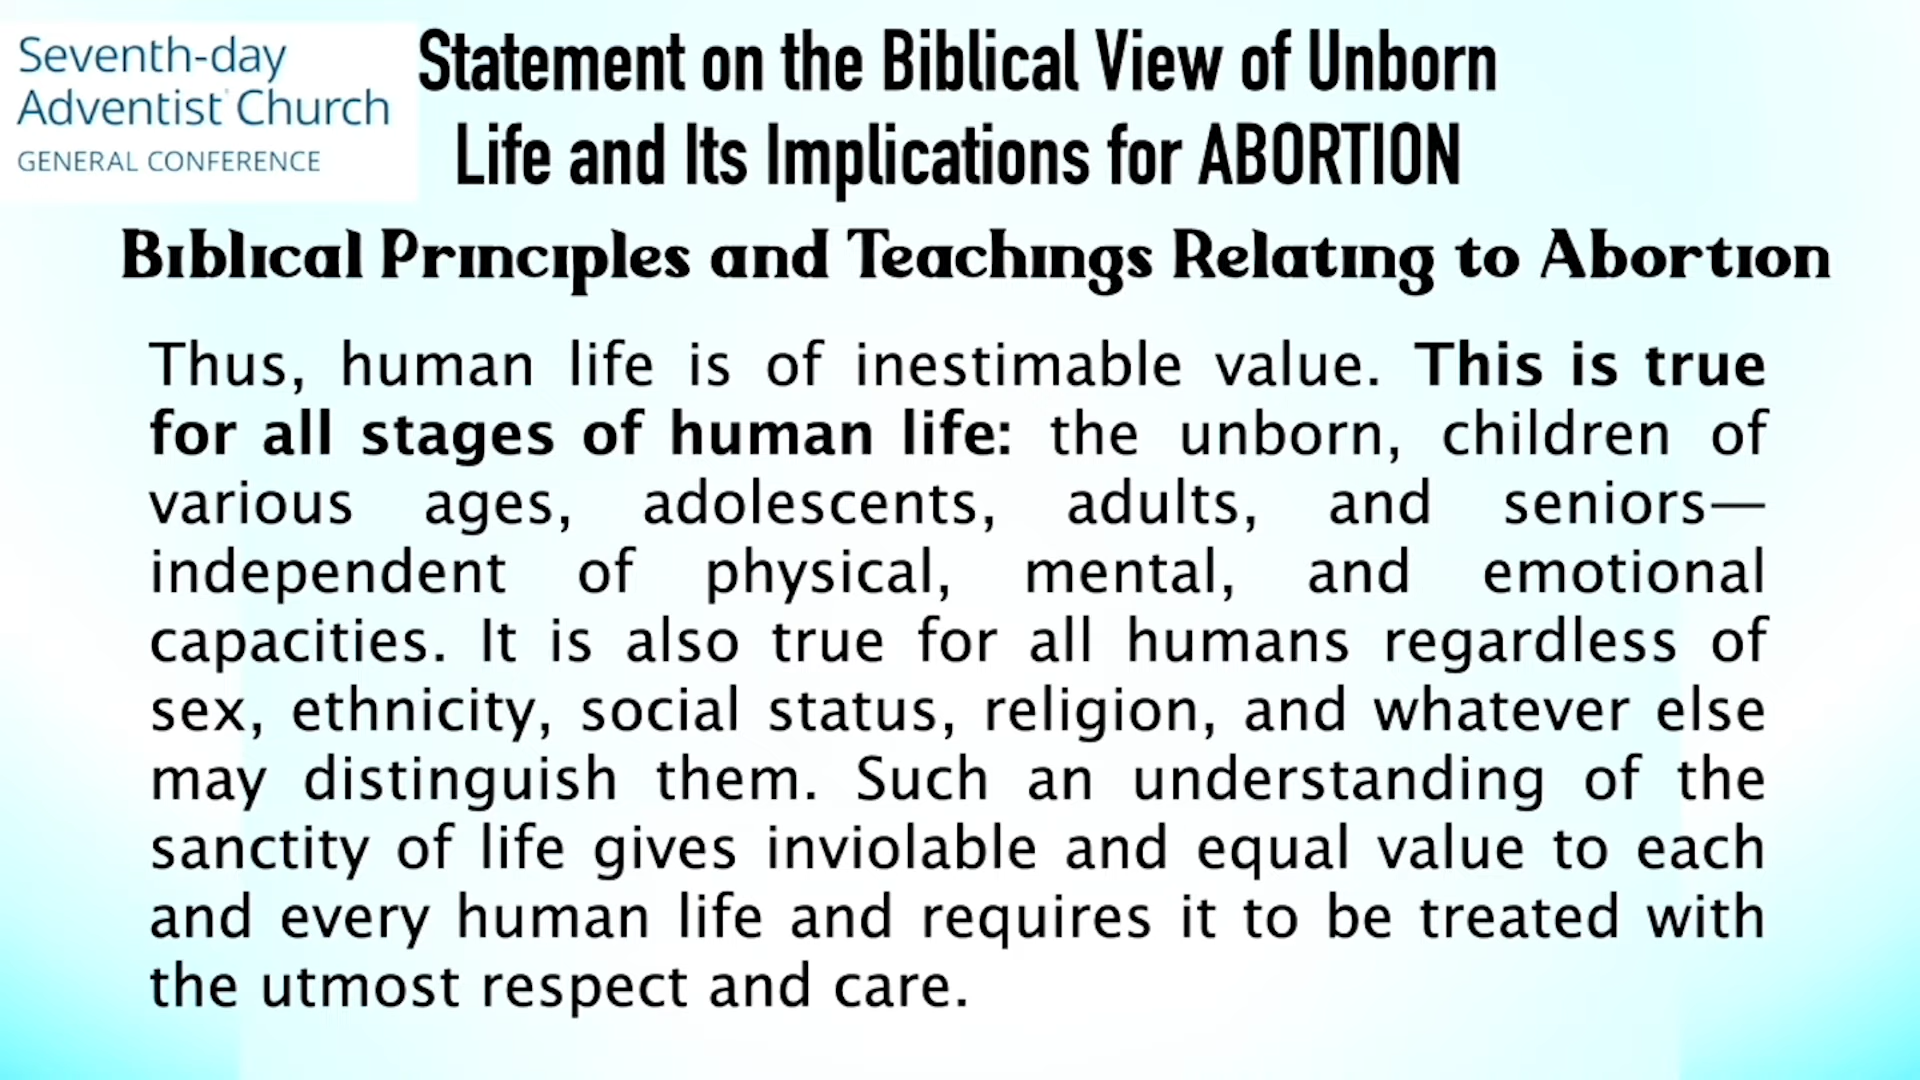 Seventh-day
Adventist Church
GENERAL CONFERENCE
Statement on the Biblical View of Unborn
Life and Its Implications for ABORTION
Biblical Principles and Teachings Relating to Abortion
Thus, human life is of inestimable value. This is true
for all stages of human life: the unborn, children of
various ages, adolescents, adults, and seniors—
independent of physical, mental, and emotional
capacities. It is also true for all humans regardless of
sex, ethnicity, social status, religion, and whatever else
may distinguish them. Such an understanding of the
sanctity of life gives inviolable and equal value to each
and every human life and requires it to be treated with
the utmost respect and care.